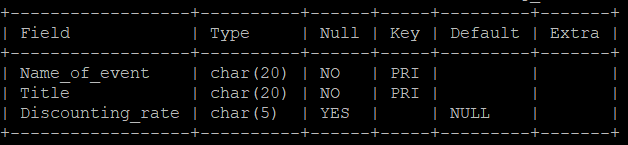 +------------------+----------+------+-----+---------+-------+
| Field            | Type     | Null | Key | Default | Extra |
+------------------+----------+------+-----+---------+-------+
| Name_of_event    | char(20) | NO   | PRI |         |       |
| Title            | char(20) | NO   | PRI |         |       |
| Discounting_rate | char(5)  | YES  |     | NULL    |       |
+------------------+----------+------+-----+---------+-------+